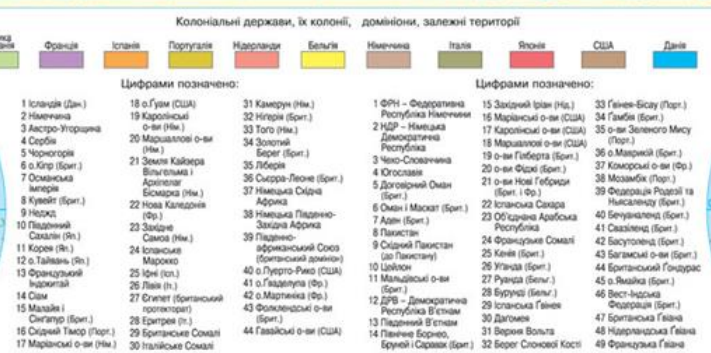 Колоніальні держави, їх колонії, домініони, залежні території
Франція Іспанія Португалія Нідерланди Бельгія Німеччина Італія Японія США Данія
Цифрами позначено:
1 Ісландія (Дан.)
2 Німеччина
3 Австро-Угорщина
4 Сербія
5 Чорногорія
6 о.Кіпр (Брит.)
7 Османська
імперія
8 Кувейт (Брит.)
9 Неджд
10 Південний
Сахалін (Яп.)
11 Корея (Яп.)
12 о.Тайвань (Яп.)
13 Французький
Індокитай
14 Сіам
15 Малайя і
Сінгапур (Брит.)
16 Східний Тімор (Порт.)
17 Маріанські о-ви (Нім.)
18 о.Гуам (США)
19 Каролінські
о-ви (Нім.)
20 Маршаллові о-ви
(Нім.)
21 Земля Кайзера
Вільгельма і
Архіпелаг
Бісмарка (Нім.)
22 Нова Каледонія
(Фр.)
23 Західне
Самоа (Нім.)
24 Іспанське
Марокко
25 Іфні (Ісп.)
26 Лівія (Іт.)
27 Єгипет (британський
протекторат)
28 Еритрея (Іт.)
29 Британське Сомалі
30 Італійське Сомалі
31 Камерун (Нім.)
32 Нігерія (Брит.)
33 Того (Нім.)
34 Золотий
Берег (Брит.)
35 Ліберія
36 Сьєрра-Леоне (Брит.)
37 Німецька Східна
Африка
38 Німецька Південно-
Західна Африка
39 Південно-
африканський Союз
(британський домініон)
40 о.Пуерто-Рико (США)
41 о.Гваделупа (Фр.)
42 о.Мартиніка (Фр.)
43 Фолклендські о-ви
(Брит.)
44 Гавайські о-ви (США)
Цифрами позначено:
1 ФРН – Федеративна
Республіка Німеччини
2 НДР – Німецька
Демократична
Республіка
3 Чехо-Словаччина
4 Югославія
5 Договірний Оман
(Брит.)
6 Оман і Маскат (Брит.)
7 Аден (Брит.)
8 Пакистан
9 Східний Пакистан
(до Пакистану)
10 Цейлон
11 Мальдівські о-ви
(Брит.)
12 ДРВ – Демократична
Республіка В'єтнам
13 Південний В'єтнам
14 Північне Борнео,
Бруней і Саравак (Брит.)
15 Західний Іріан (Нід.)
16 Маріанські о-ви (США)
17 Каролінські о-ви (США)
18 Маршаллові о-ви (США)
19 о-ви Гілберта (Брит.)
20 о-ви Фіджі (Брит.)
21 о-ви Нові Гебриди
(Брит. і Фр.)
22 Іспанська Сахара
23 Об'єднана Арабська
Республіка
24 Французьке Сомалі
25 Кенія (Брит.)
26 Уганда (Брит.)
27 Руанда (Бельг.)
28 Бурунді (Бельг.)
29 Іспанська Гвінея
30 Дагомея
31 Верхня Вольта
32 Берег Слонової Кості
33 Гвінея-Бісау (Порт.)
34 Гамбія (Брит.)
35 о-ви Зеленого Мису
(Порт.)
36 о.Маврикій (Брит.)
37 Коморські о-ви (Фр.)
38 Мозамбік (Порт.)
39 Федерація Родезії та
Ньясаленду (Брит.)
40 Бечуаналенд (Брит.)
41 Свазіленд (Брит.)
42 Басутоленд (Брит.)
43 Багамські о-ви (Брит.)
44 Британський Гондурас
45 о.Ямайка (Брит.)
46 Вест-Індська
Федерація (Брит.)
47 Британська Гвіана
48 Нідерландська Гвіана
49 Французька Гвіана